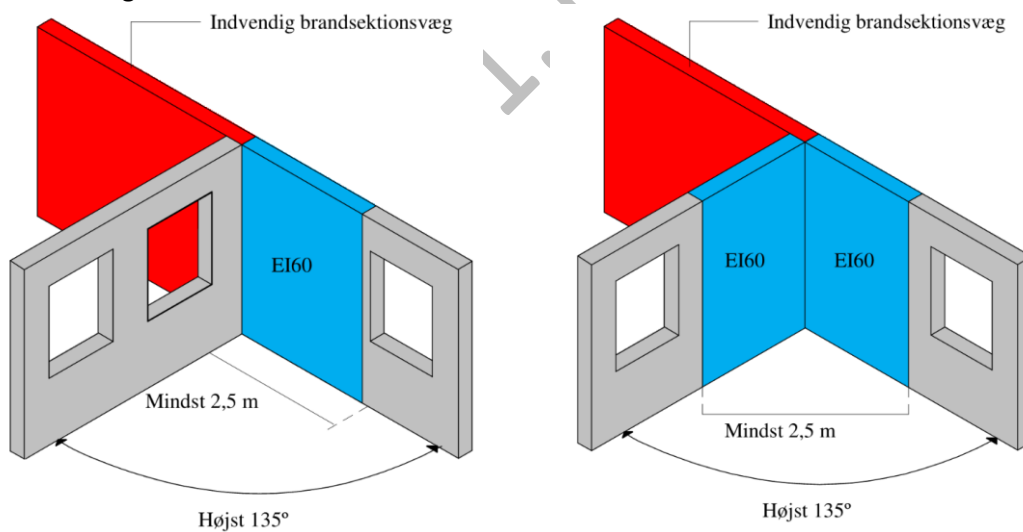 Indvendig brandsektionsvæg
EI60
Mindst 2,5 m
Højst 135º
Indvendig brandsektionsvæg
EI60
EI60
Mindst 2,5 m
Højst 135º